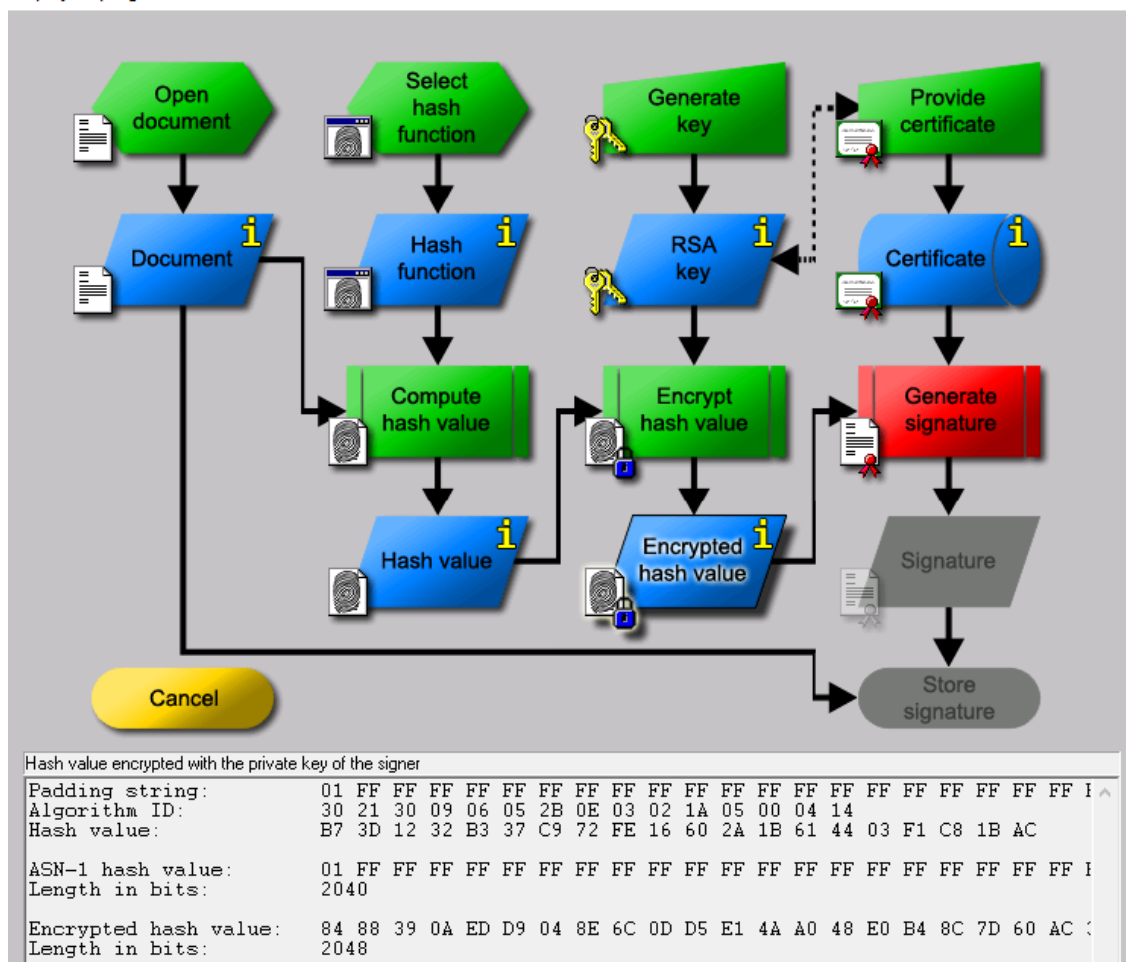 Open
document
Select
hash
function
Generate
key
Provide
certificate
Document
i
Hash
function
i
RSA
key
i
Certificate
i
Compute
hash value
Encrypt
hash value
Generate
signature
Hash value
i
Encrypted
hash value
i
Signature
Cancel
Store
signature
Hash value encrypted with the private key of the signer
Padding string: 01 FF FF FF FF FF FF FF FF FF FF FF FF FF FF FF FF FF FF FF FF
Algorithm ID: 30 21 30 09 06 05 2B 0E 03 02 1A 05 00 04 14
Hash value: B7 3D 12 32 B3 37 C9 72 FE 16 60 2A 1B 61 44 03 F1 C8 1B AC
ASN-1 hash value: 01 FF FF FF FF FF FF FF FF FF FF FF FF FF FF FF FF FF FF FF FF
Length in bits: 2040
Encrypted hash value: 84 88 39 0A ED D9 04 8E 6C 0D D5 E1 4A A0 48 E0 B4 8C 7D 60 AC
Length in bits: 2048